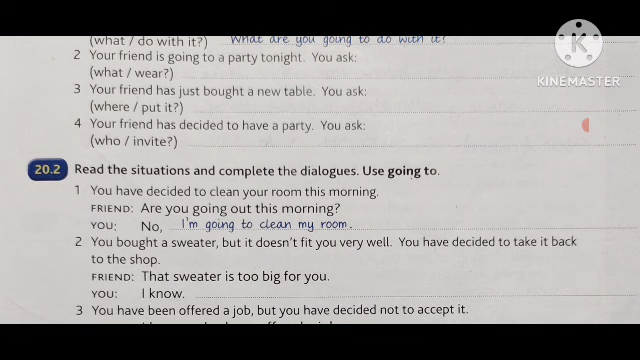 (what / do with it?) What are you going to do with it?
2 Your friend is going to a party tonight. You ask:
(what / wear?)
3 Your friend has just bought a new table. You ask:
(where / put it?)
4 Your friend has decided to have a party. You ask:
(who / invite?)
20.2 Read the situations and complete the dialogues. Use going to.
1 You have decided to clean your room this morning.
FRIEND: Are you going out this morning?
YOU: No, I'm going to clean my room.
2 You bought a sweater, but it doesn't fit you very well. You have decided to take it back
to the shop.
FRIEND: That sweater is too big for you.
YOU: I know.
3 You have been offered a job, but you have decided not to accept it.
K
KINEMASTER